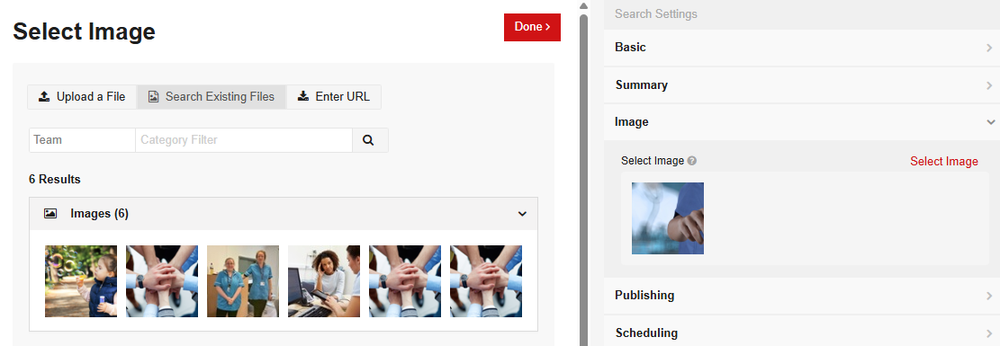 Select Image
Done
Upload a File
Search Existing Files
Enter URL
Team
Category Filter
6 Results
Images (6)
Search Settings
Basic
Summary
Image
Select Image
Select Image
Publishing
Scheduling